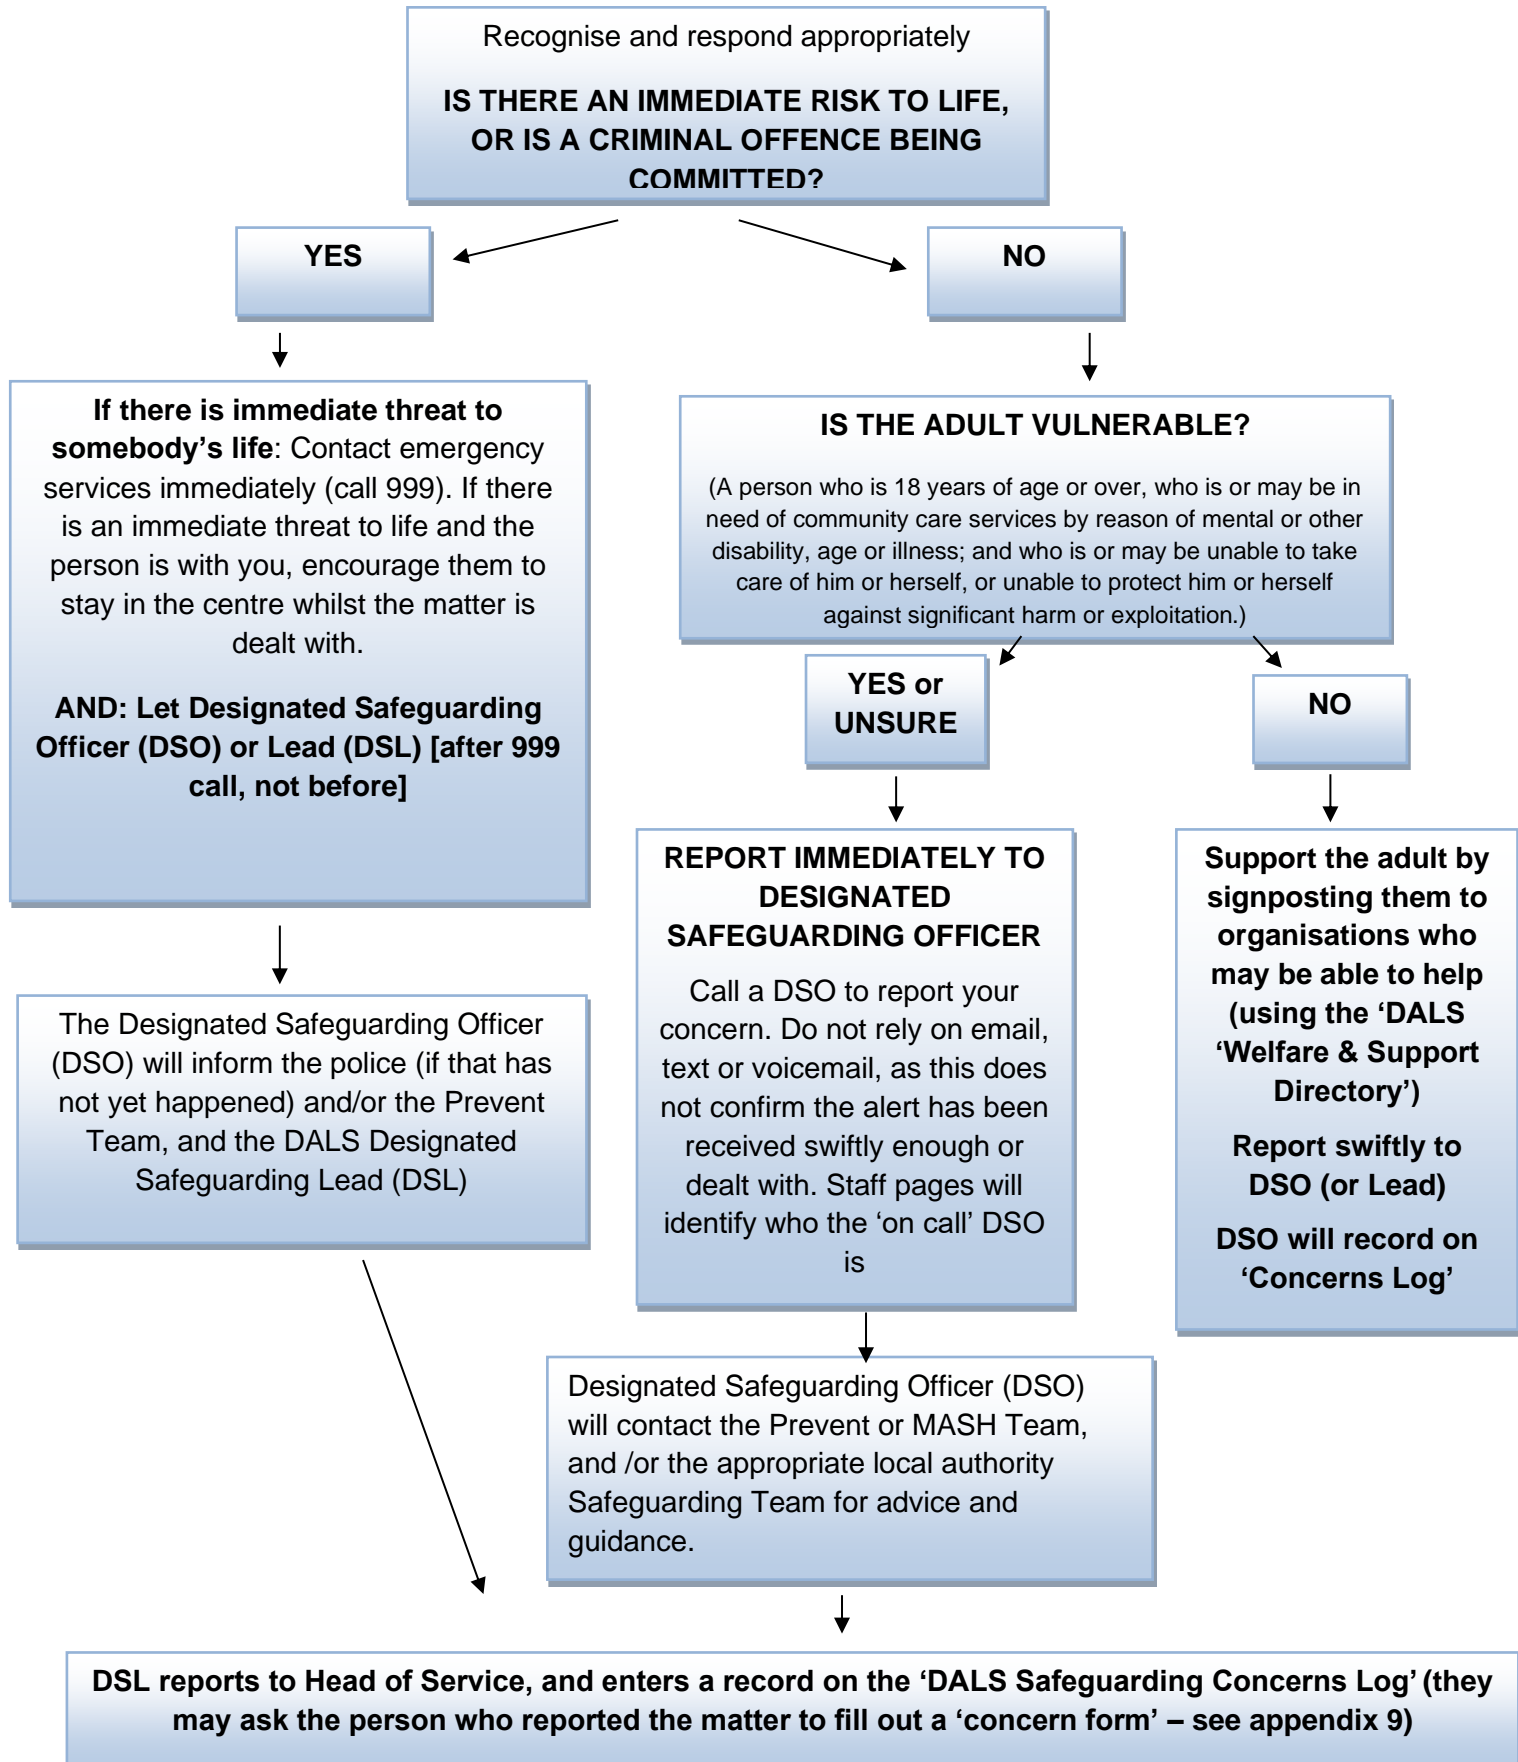 Recognise and respond appropriately
IS THERE AN IMMEDIATE RISK TO LIFE,
OR IS A CRIMINAL OFFENCE BEING
COMMITTED?
YES
NO
If there is immediate threat to
somebody’s life: Contact emergency
services immediately (call 999). If there
is an immediate threat to life and the
person is with you, encourage them to
stay in the centre whilst the matter is
dealt with.
AND: Let Designated Safeguarding
Officer (DSO) or Lead (DSL) [after 999
call, not before]
IS THE ADULT VULNERABLE?
(A person who is 18 years of age or over, who is or may be in
need of community care services by reason of mental or other
disability, age or illness; and who is or may be unable to take
care of him or herself, or unable to protect him or herself
against significant harm or exploitation.)
YES or
UNSURE
NO
The Designated Safeguarding Officer
(DSO) will inform the police (if that has
not yet happened) and/or the Prevent
Team, and the DALS Designated
Safeguarding Lead (DSL)
REPORT IMMEDIATELY TO
DESIGNATED
SAFEGUARDING OFFICER
Call a DSO to report your
concern. Do not rely on email,
text or voicemail, as this does
not confirm the alert has been
received swiftly enough or
dealt with. Staff pages will
identify who the ‘on call’ DSO
is
Support the adult by
signposting them to
organisations who
may be able to help
(using the ‘DALS
‘Welfare & Support
Directory’)
Report swiftly to
DSO (or Lead)
DSO will record on
‘Concerns Log’
Designated Safeguarding Officer (DSO)
will contact the Prevent or MASH Team,
and /or the appropriate local authority
Safeguarding Team for advice and
guidance.
DSL reports to Head of Service, and enters a record on the ‘DALS Safeguarding Concerns Log’ (they
may ask the person who reported the matter to fill out a ‘concern form’ – see appendix 9)